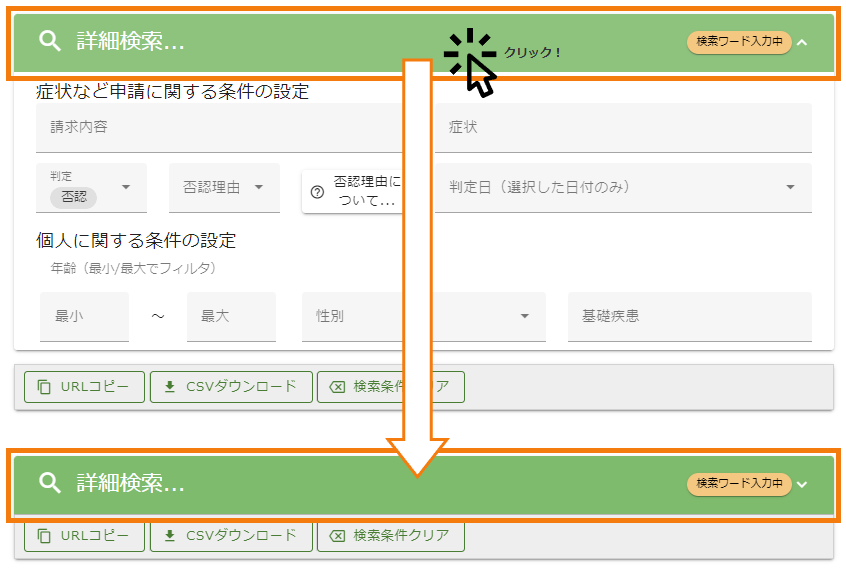 詳細検索...
クリック！
検索ワード入力中
症状など申請に関する条件の設定
請求内容
症状
判定
否認
否認理由
否認理由に
ついて...
判定日（選択した日付のみ）
個人に関する条件の設定
年齢（最小/最大でフィルタ）
最小
～
最大
性別
基礎疾患
URLコピー
CSVダウンロード
検索条件クリア
詳細検索...
検索ワード入力中
URLコピー
CSVダウンロード
検索条件クリア